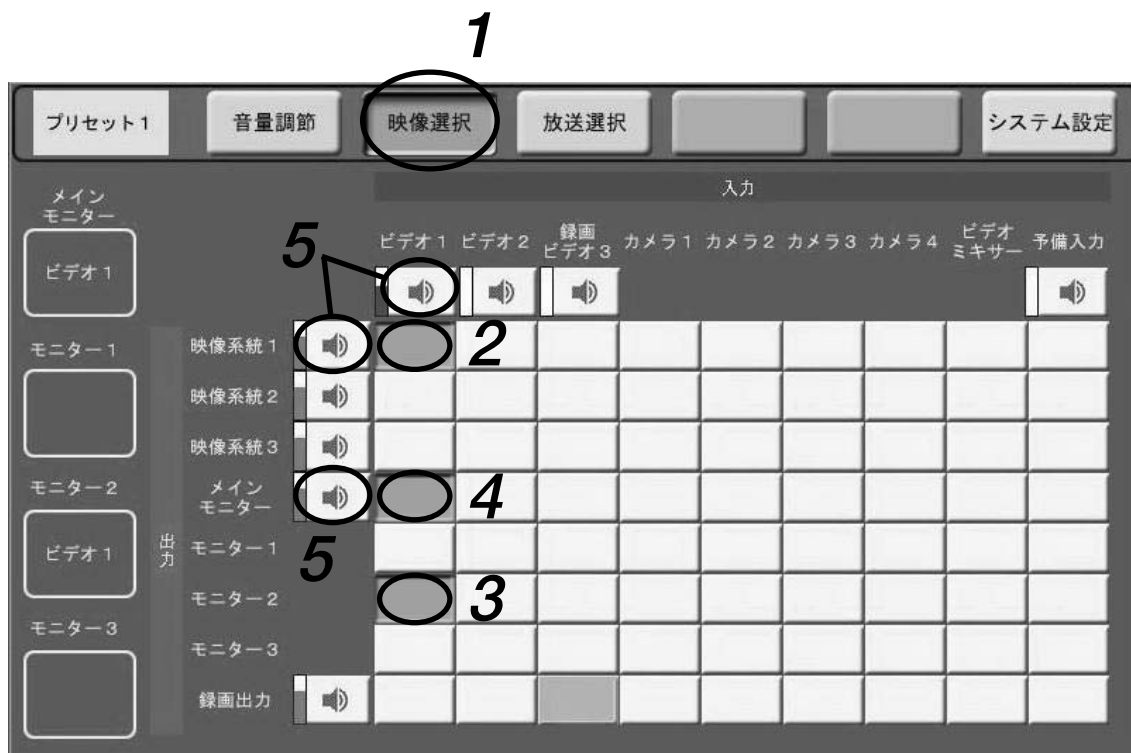 1
プリセット1
音量調節
映像選択
放送選択
システム設定
入力
メイン
モニター
ビデオ1
ビデオ1
ビデオ2
録画
ビデオ3
カメラ1
カメラ2
カメラ3
カメラ4
ビデオ
ミキサー
予備入力
5
モニター1
映像系統1
2
映像系統2
映像系統3
モニター2
メイン
モニター
4
ビデオ1
出力
モニター1
5
モニター2
3
モニター3
モニター3
録画出力